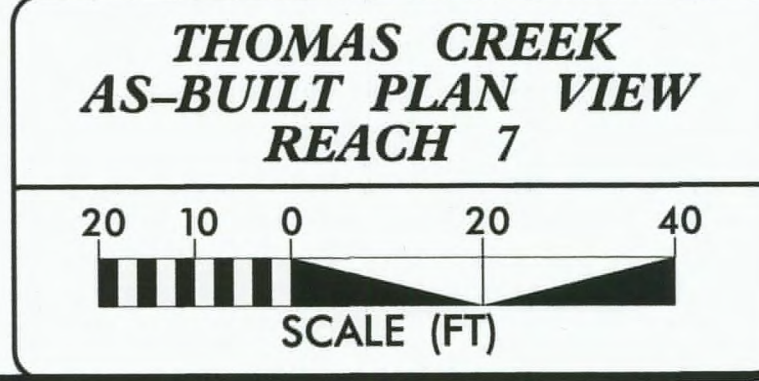 THOMAS CREEK
AS-BUILT PLAN VIEW
REACH 7
20 10 0 20 40
SCALE (FT)